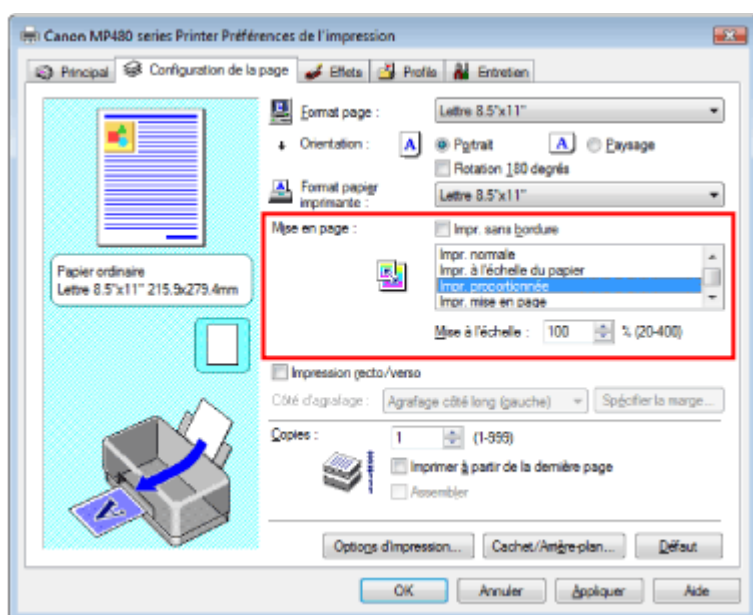 Canon MP480 series Printer Préférences de l'impression
Principal Configuration de la page Effets Profils Entretien
Format page : Lettre 8.5"x11"
Orientation : A Portrait A Paysage
Rotation 180 degrés
Format papier imprimante : Lettre 8.5"x11"
Mise en page : Impr. sans bordure
Impr. normale
Impr. à l'échelle du papier
Impr. proportionnée
Impr. mise en page
Mise à l'échelle : 100 % (20-400)
Papier ordinaire
Lettre 8.5"x11" 215.9x279.4mm
Impression recto/verso
Côté d'agrafage : Agrafage côté long (gauche) Spécifier la marge...
Copies : 1 (1-999)
Imprimer à partir de la dernière page
Assembler
Options d'impression... Cachet/Arrière-plan... Défaut
OK Annuler Appliquer Aide